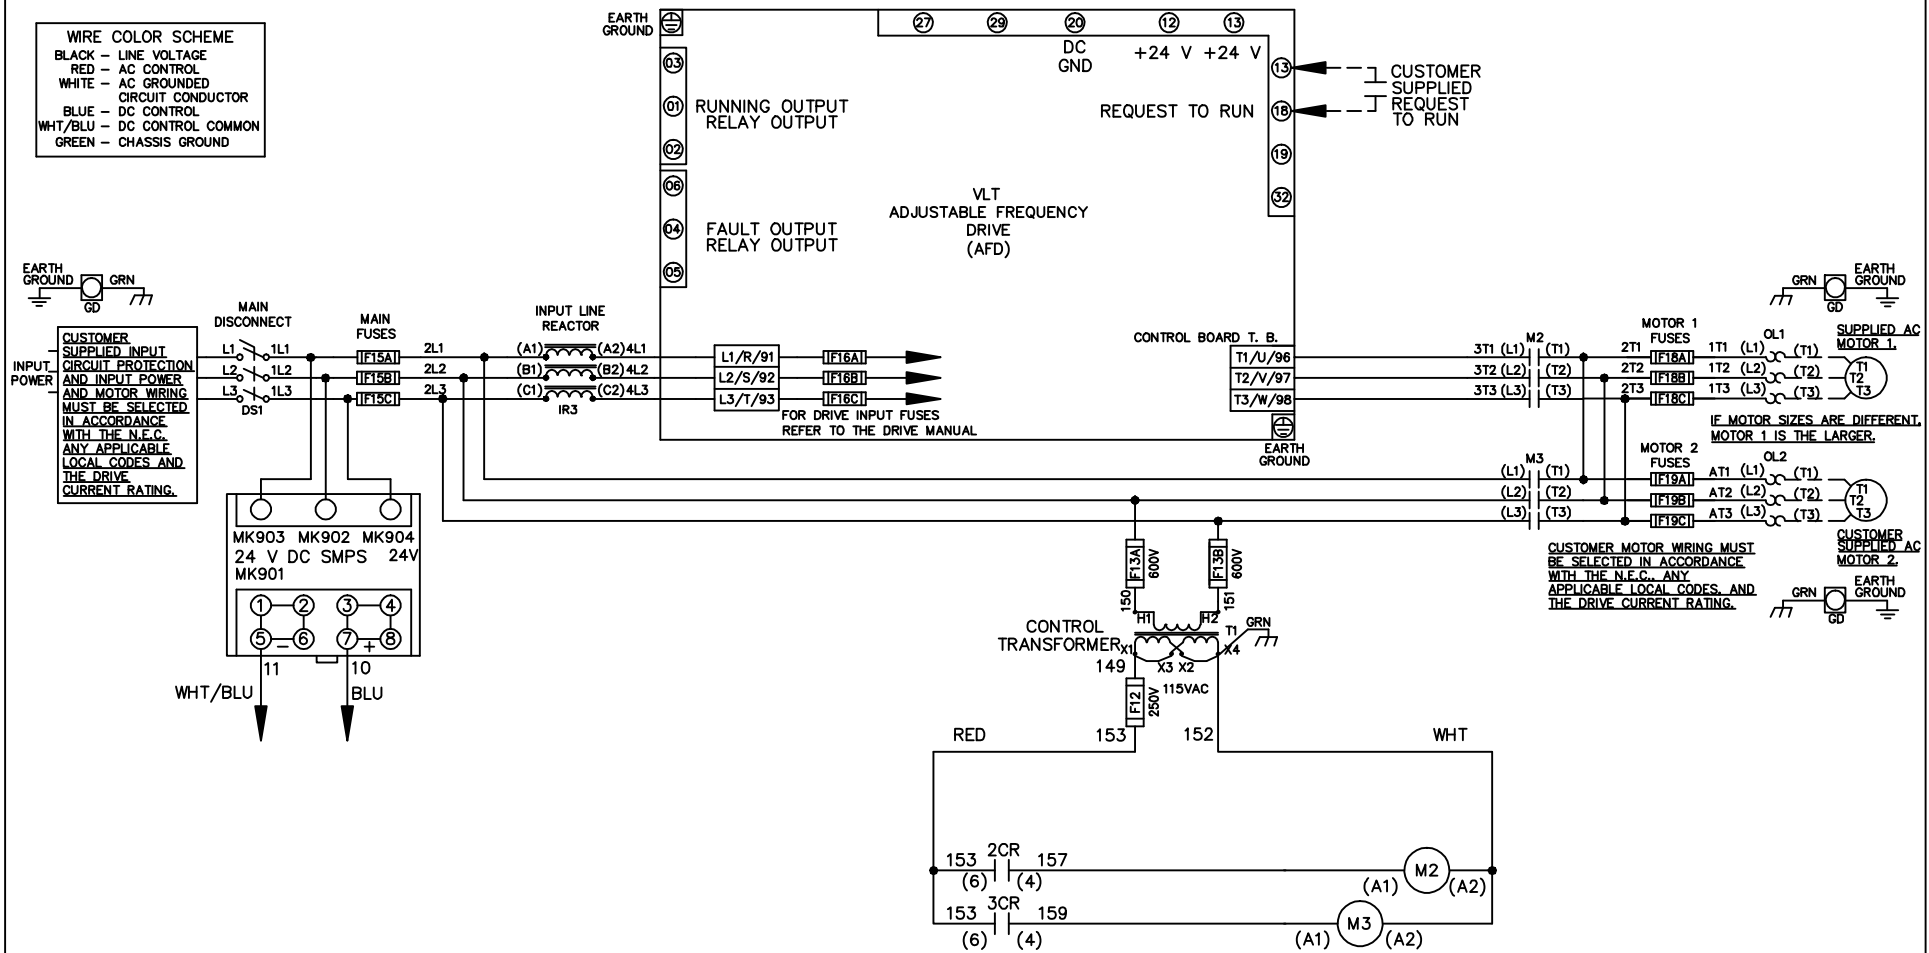 WIRE COLOR SCHEME
BLACK – LINE VOLTAGE
RED – AC CONTROL
WHITE – AC GROUNDED
CIRCUIT CONDUCTOR
BLUE – DC CONTROL
WHT/BLU – DC CONTROL COMMON
GREEN – CHASSIS GROUND
EARTH
GROUND
27 29 20 12 13
DC
GND
+24 V +24 V
03
01
02
RUNNING OUTPUT
RELAY OUTPUT
06
04
05
FAULT OUTPUT
RELAY OUTPUT
13
REQUEST TO RUN 18
19
32
CUSTOMER
SUPPLIED
REQUEST
TO RUN
VLT
ADJUSTABLE FREQUENCY
DRIVE
(AFD)
EARTH
GROUND
GRN
GD
INPUT
POWER
CUSTOMER
SUPPLIED INPUT
CIRCUIT PROTECTION
AND INPUT POWER
AND MOTOR WIRING
MUST BE SELECTED
IN ACCORDANCE
WITH THE N.E.C.
ANY APPLICABLE
LOCAL CODES AND
THE DRIVE
CURRENT RATING.
MAIN
DISCONNECT
L1 1L1
L2 1L2
L3 1L3
DS1
MAIN
FUSES
F15A 2L1
F15B 2L2
F15C 2L3
INPUT LINE
REACTOR
(A1) (A2) 4L1
(B1) (B2) 4L2
(C1) (C2) 4L3
IR3
L1/R/91 F16A
L2/S/92 F16B
L3/T/93 F16C
FOR DRIVE INPUT FUSES
REFER TO THE DRIVE MANUAL
CONTROL BOARD T. B.
T1/U/96
T2/V/97
T3/W/98
EARTH
GROUND
M2
3T1 (L1) (T1)
3T2 (L2) (T2)
3T3 (L3) (T3)
MOTOR 1
FUSES
2T1 F18A 1T1 (L1) (T1)
2T2 F18B 1T2 (L2) (T2)
2T3 F18C 1T3 (L3) (T3)
OL1
T1
T2
T3
GRN
GD
EARTH
GROUND
SUPPLIED AC
MOTOR 1.
IF MOTOR SIZES ARE DIFFERENT,
MOTOR 1 IS THE LARGER.
M3
(L1) (T1)
(L2) (T2)
(L3) (T3)
MOTOR 2
FUSES
F19A AT1 (L1) (T1)
F19B AT2 (L2) (T2)
F19C AT3 (L3) (T3)
OL2
T1
T2
T3
CUSTOMER
SUPPLIED AC
MOTOR 2.
CUSTOMER MOTOR WIRING MUST
BE SELECTED IN ACCORDANCE
WITH THE N.E.C., ANY
APPLICABLE LOCAL CODES, AND
THE DRIVE CURRENT RATING.
GRN
GD
EARTH
GROUND
MK903 MK902 MK904
24 V DC SMPS 24V
MK901
1 2 3 4
5 – 6 7 + 8
11 10
WHT/BLU BLU
F13A
600V
F13B
600V
150 151
H1 H2
CONTROL
TRANSFORMER
T1
GRN
X1 X3 X2 X4
149
115VAC
F12
250V
153 152
RED WHT
153 2CR 157
(6) (4)
M2
(A1) (A2)
153 3CR 159
(6) (4)
M3
(A1) (A2)